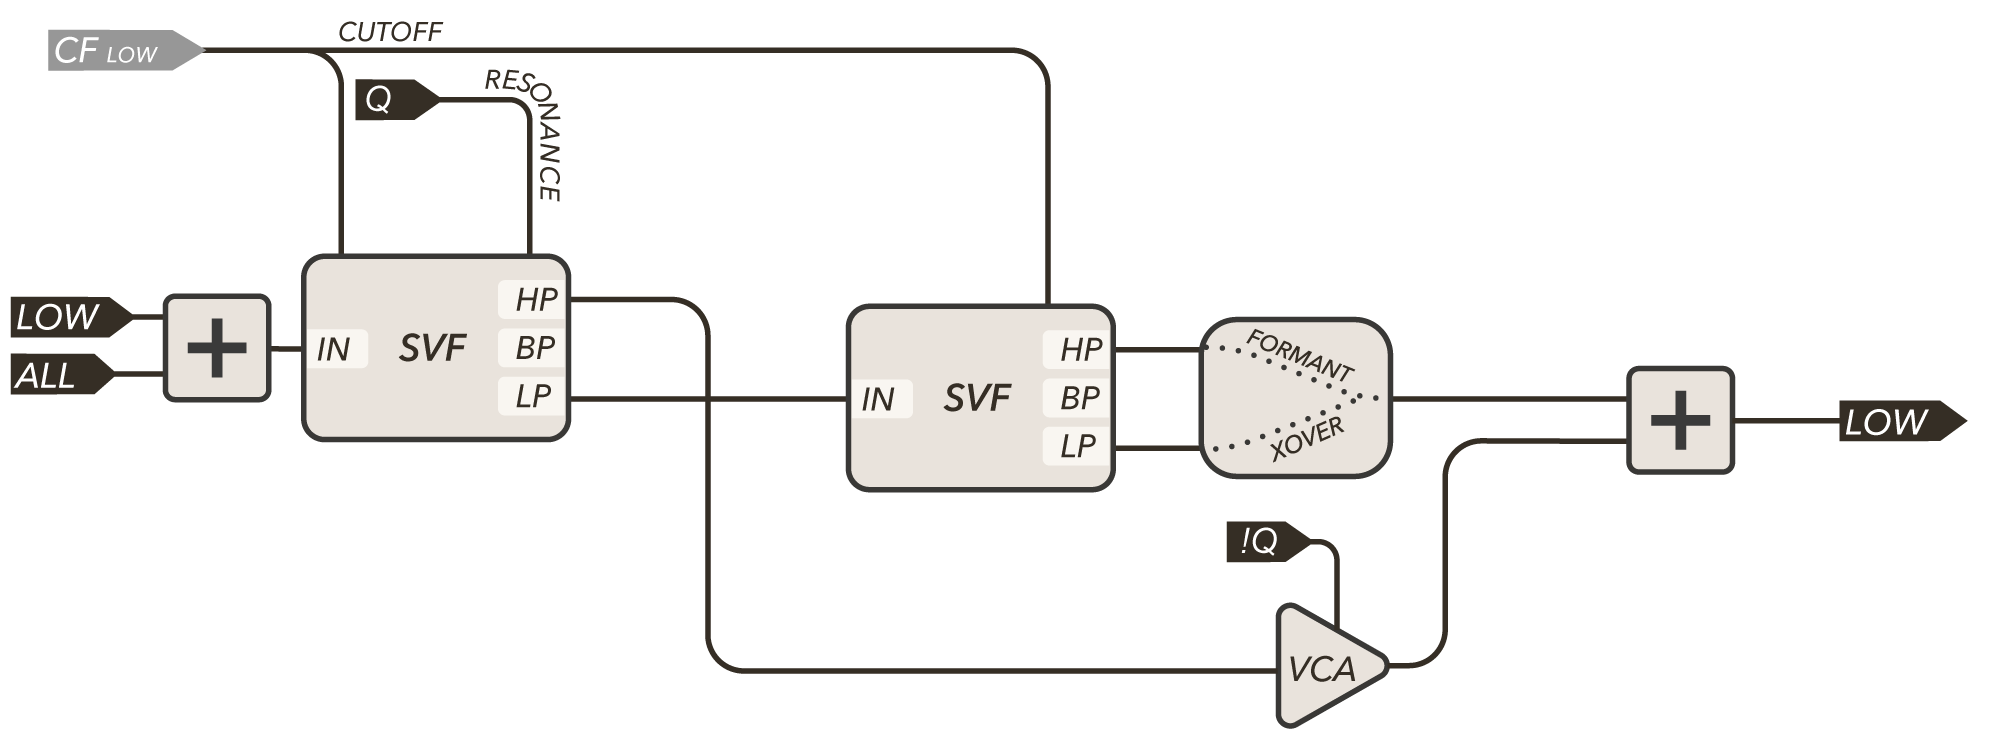 CUTOFF
CF LOW
Q
RESONANCE
LOW
ALL
+
IN
SVF
HP
BP
LP
IN
SVF
HP
BP
LP
FORMANT
XOVER
+
LOW
!Q
VCA